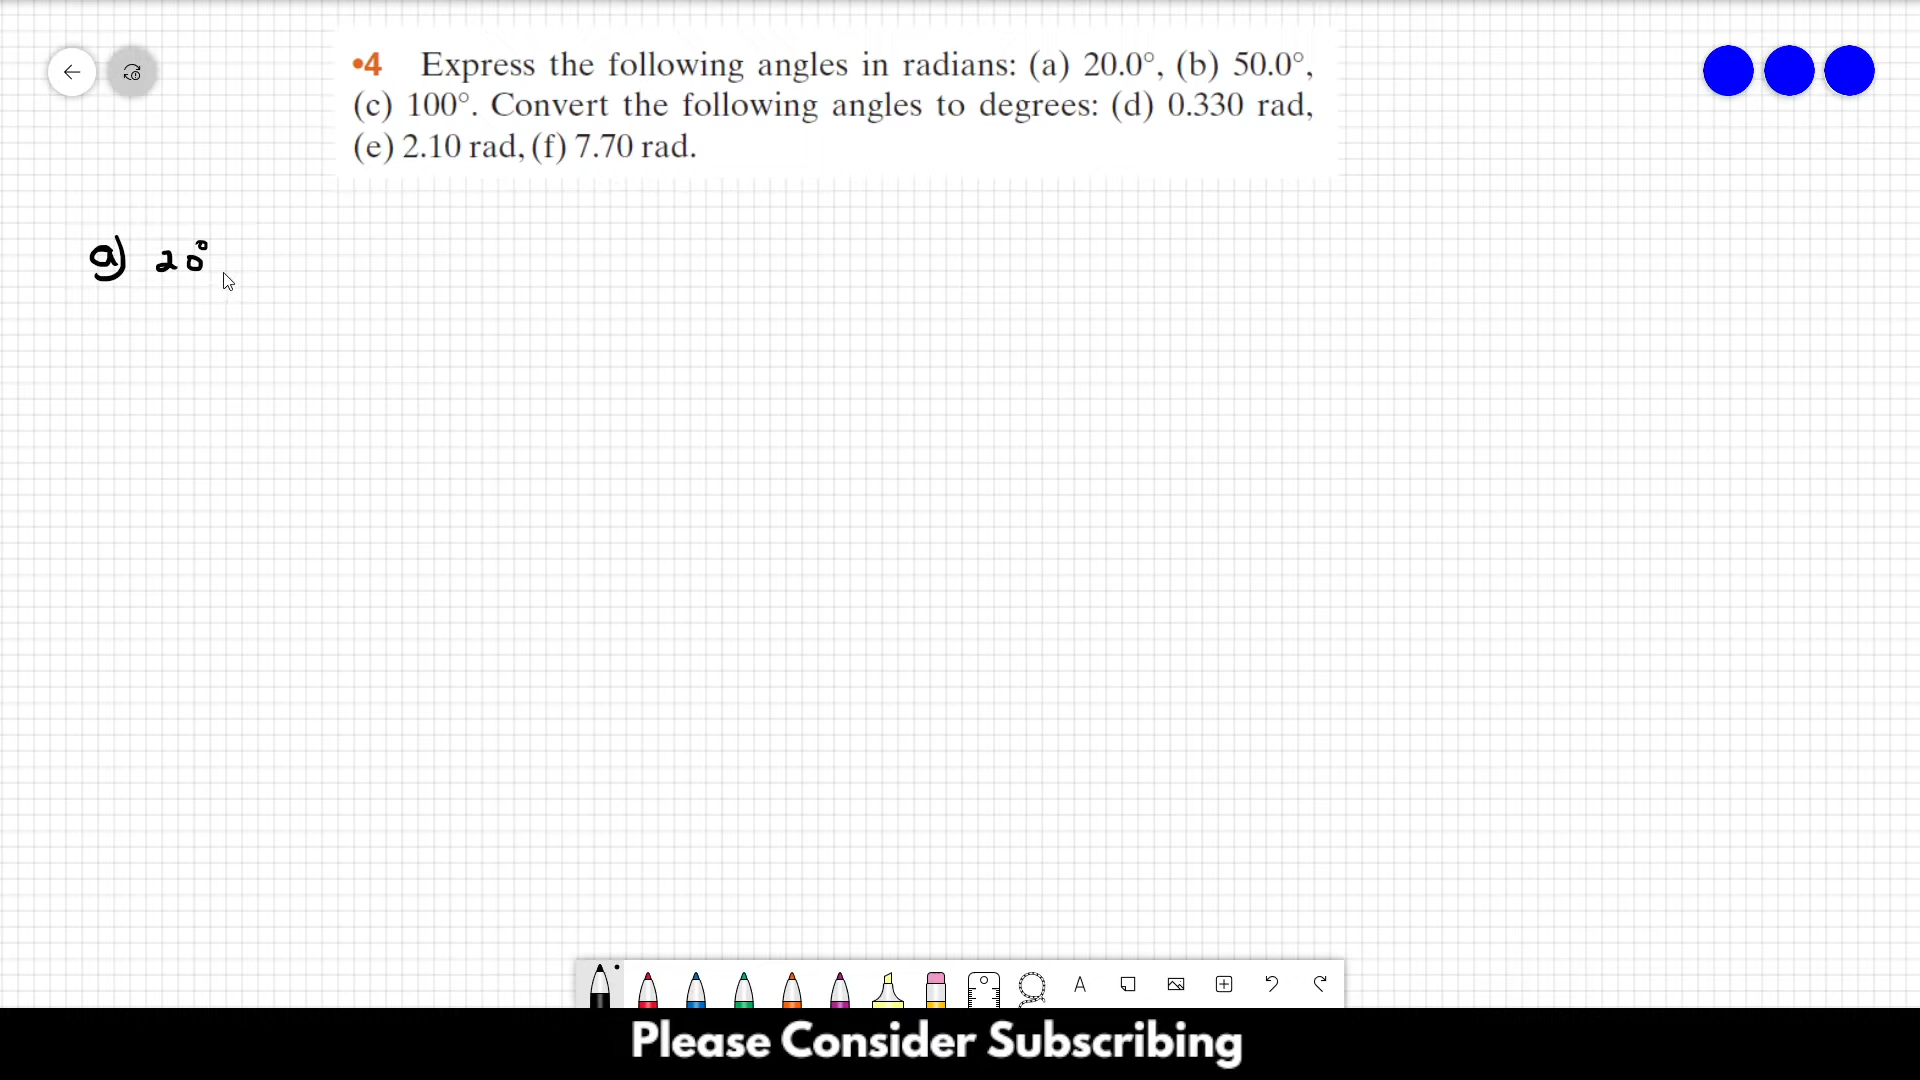 •4 Express the following angles in radians: (a) 20.0°, (b) 50.0°,
(c) 100°. Convert the following angles to degrees: (d) 0.330 rad,
(e) 2.10 rad, (f) 7.70 rad.
a) 20°
A
Please Consider Subscribing